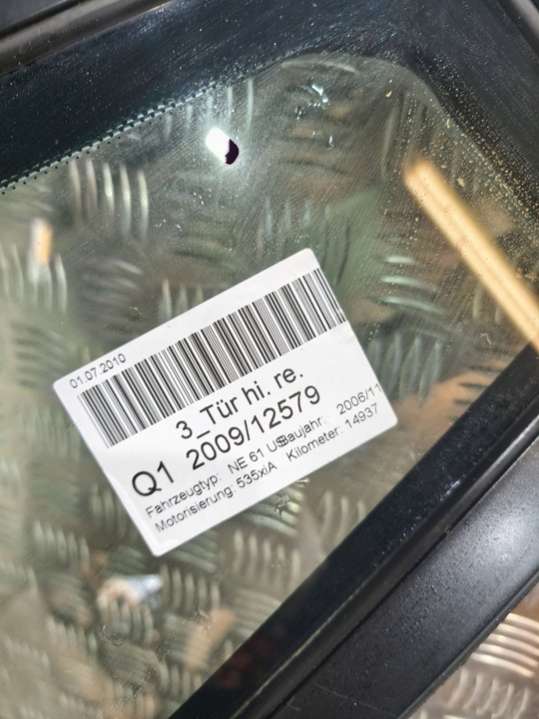 01.07.2010
3_Tür hi. re.
Q1 2009/12579
Fahrzeugtyp: NE 61 US Baujahr: 2006/11
Motorisierung: 535xiA Kilometer: 14937